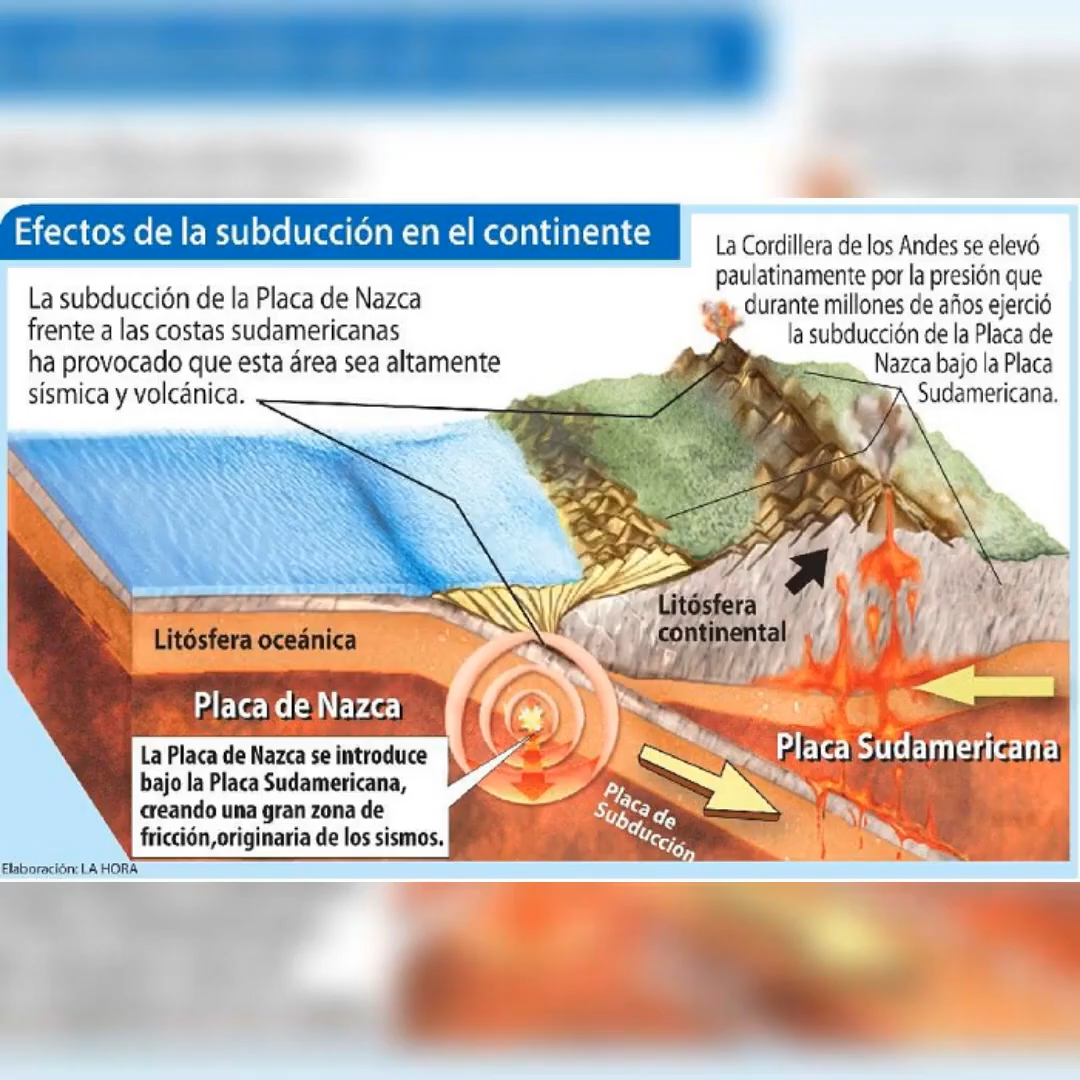 Efectos de la subducción en el continente
La subducción de la Placa de Nazca
frente a las costas sudamericanas
ha provocado que esta área sea altamente
sísmica y volcánica.
La Cordillera de los Andes se elevó
paulatinamente por la presión que
durante millones de años ejerció
la subducción de la Placa de
Nazca bajo la Placa
Sudamericana.
Litósfera
continental
Litósfera oceánica
Placa de Nazca
Placa Sudamericana
La Placa de Nazca se introduce
bajo la Placa Sudamericana,
creando una gran zona de
fricción,originaria de los sismos.
Placa de
Subducción
Elaboración: LA HORA